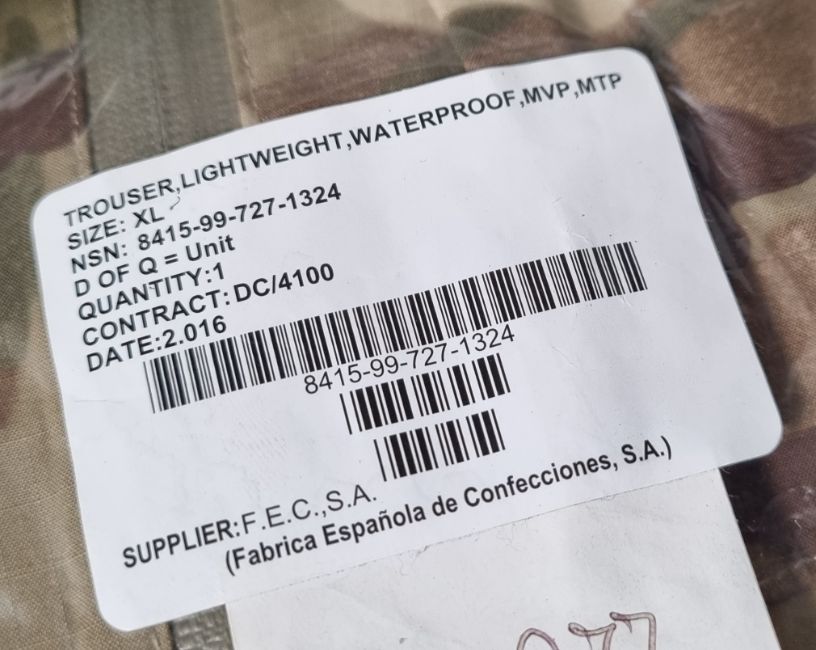 TROUSER,LIGHTWEIGHT,WATERPROOF,MVP,MTP
SIZE: XL
NSN: 8415-99-727-1324
D OF Q = Unit
QUANTITY:1
CONTRACT:DC/4100
DATE:2.016
8415-99-727-1324
SUPPLIER:F.E.C.,S.A.
(Fabrica Española de Confecciones, S.A.)